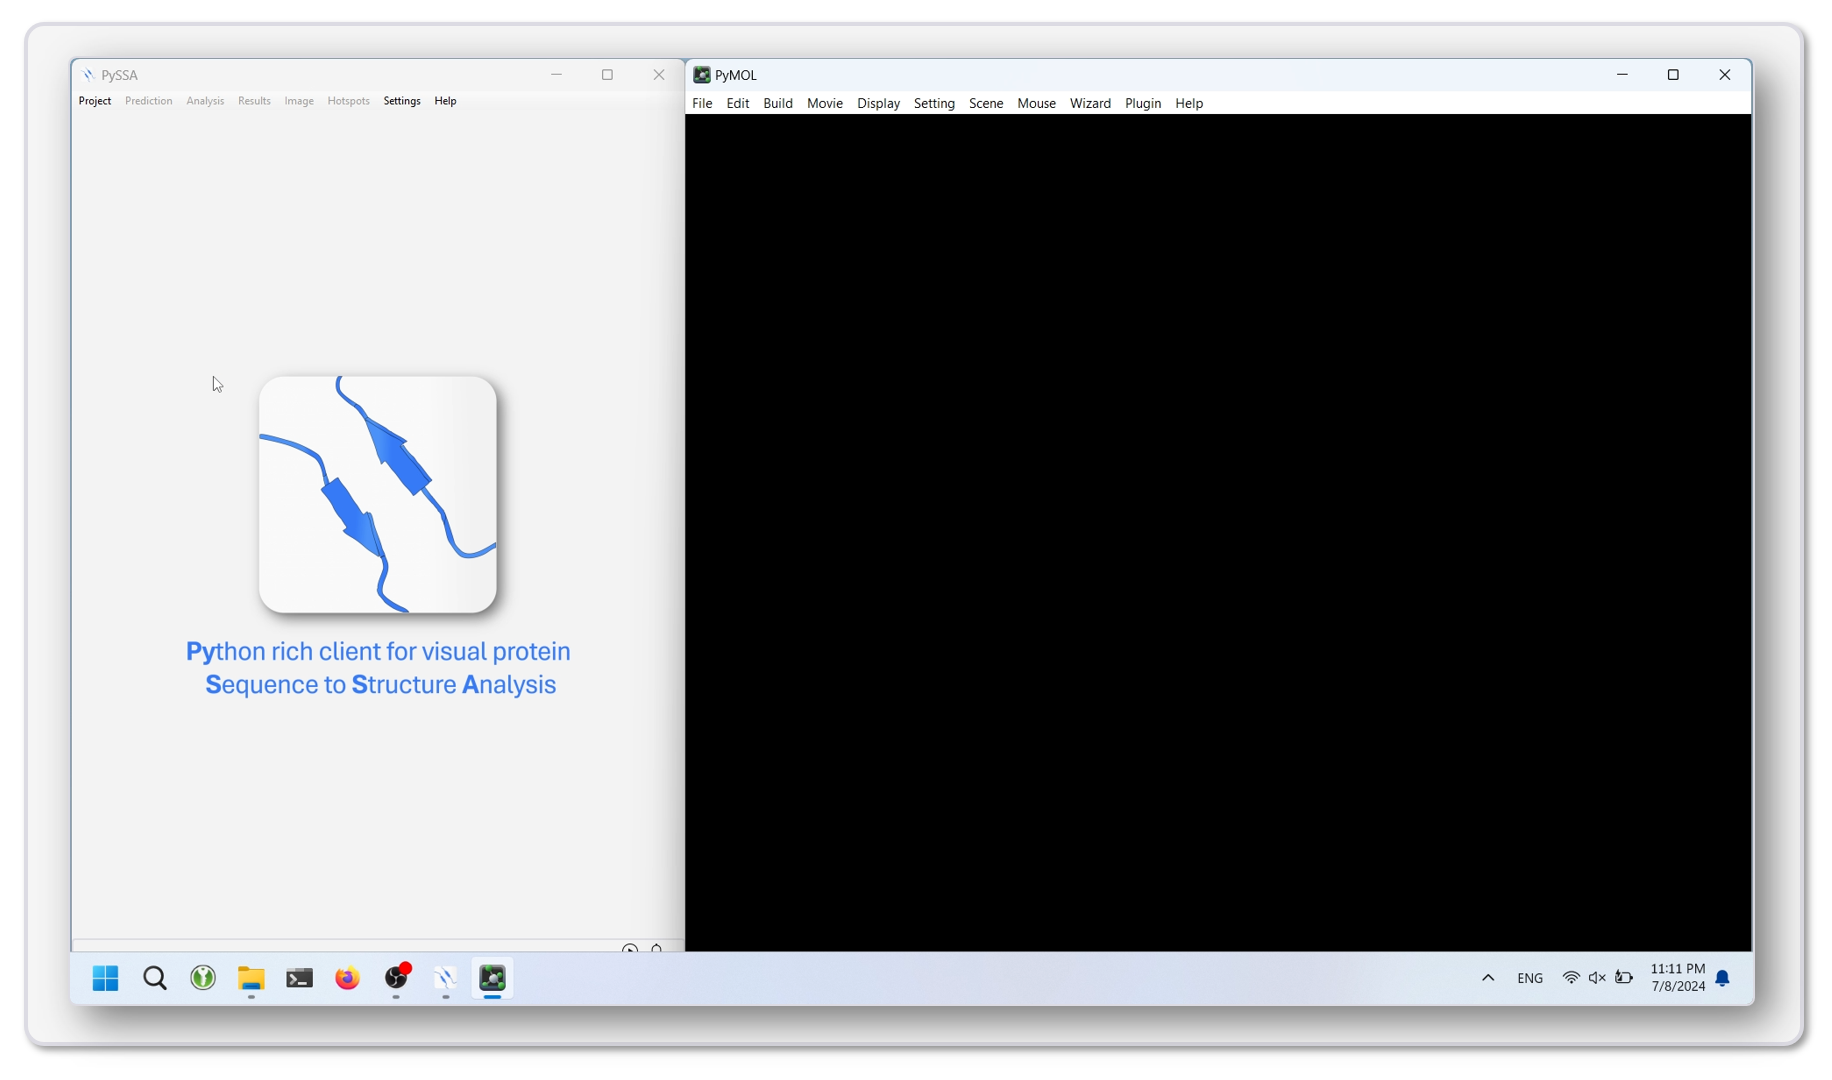 PySSA
Project Prediction Analysis Results Image Hotspots Settings Help
Python rich client for visual protein
Sequence to Structure Analysis
PyMOL
File Edit Build Movie Display Setting Scene Mouse Wizard Plugin Help
ENG
11:11 PM
7/8/2024